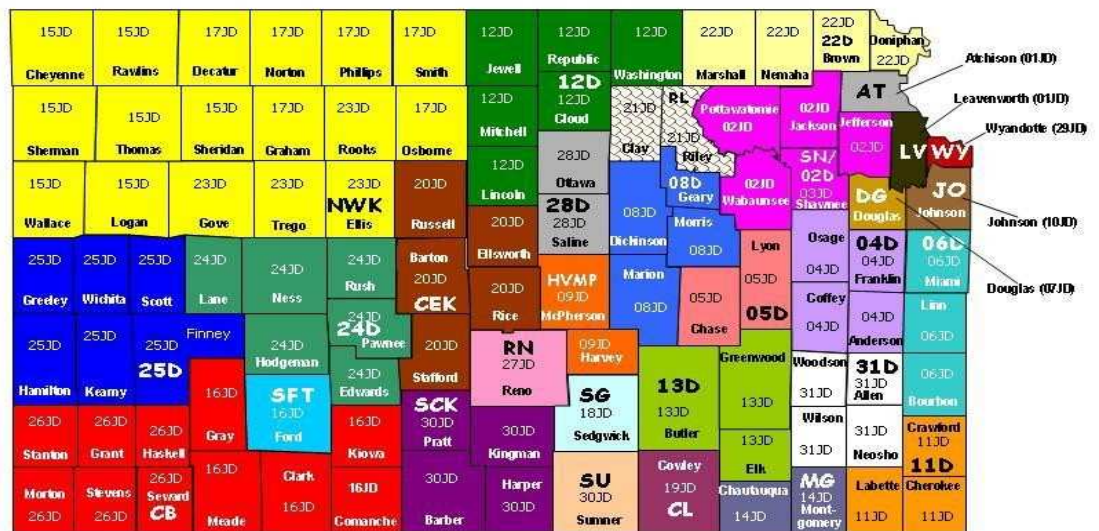 15JD 15JD 17JD 17JD 17JD 17JD 12JD 12JD 12JD 22JD 22JD 22JD
Cheyenne Rawlins Decatur Norton Phillips Smith Jewell Republic Washington Marshall Nemaha 22D Brown Doniphan 22JD
Atchison (01JD)
Leavenworth (01JD)
Wyandotte (29JD)
15JD 15JD 15JD 17JD 23JD 17JD 12JD 12D 12JD 21JD RL 21JD Pottawatomie 02JD 02JD AT
Sherman Thomas Sheridan Graham Rooks Osborne Mitchell Cloud Clay Riley Jackson Jefferson 02JD LV WY
15JD 15JD 23JD 23JD 23JD 20JD 12JD 28JD 08D 02JD SN/ 02D 03JD DG JO
Wallace Logan Gove Trego NWK Ellis Russell Lincoln Ottawa Geary Wabaunsee Shawnee Douglas Johnson
Johnson (10JD)
25JD 25JD 25JD 24JD 24JD 24JD Barton 20JD 20JD 28D 28JD 08JD Morris 08JD Lyon Osage 04D 04JD 06D 06JD
Greeley Wichita Scott Lane Ness Rush CEK Ellsworth Saline Dickinson 05JD 04JD Franklin Miami
Douglas (07JD)
25JD 25JD 25JD Finney 24JD 24JD 24D Pawnee 20JD 20JD HVMP 09JD Marion 08JD 05JD 05D Coffey 04JD 04JD Linn 06JD
Hamilton Kearny 25D Hodgeman Stafford Rice McPherson Chase Anderson
16JD SFT 16JD 24JD RN 27JD 09JD 13D 13JD Greenwood 13JD Woodson 31JD 31D 31JD 06JD
Gray Ford Edwards Reno Harvey Butler Allen Bourbon
26JD 26JD 26JD 16JD SCK 30JD 30JD SG 18JD 13JD Wilson 31JD 31JD Crawford 11JD
Stanton Grant Haskell Kiowa Pratt Kingman Sedgwick Elk Neosho 11D
Morton Stevens 26JD Seward 16JD Clark 16JD 30JD Harper SU Cowley 19JD Chautuqua MG 14JD Labette Cherokee
26JD 26JD CB Meade 16JD Comanche Barber 30JD 30JD Sumner CL 14JD Mont-
gomery 11JD 11JD